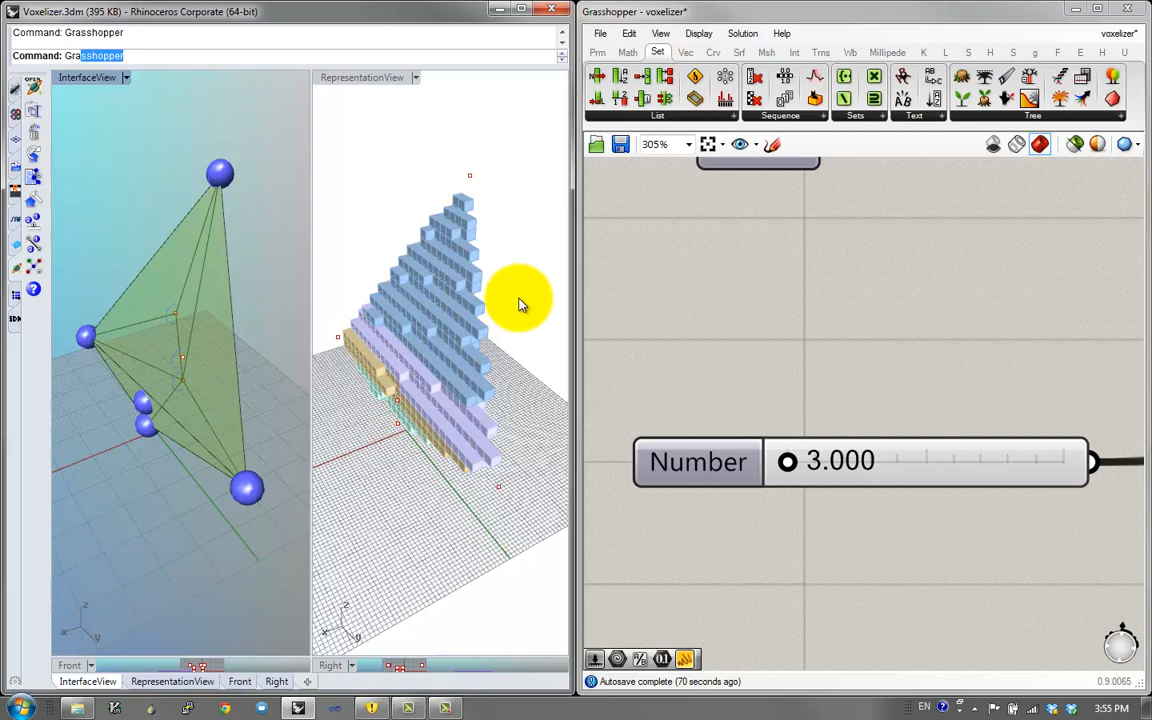 Voxelizer.3dm (395 KB) - Rhinoceros Corporate (64-bit)
Command: Grasshopper
Command: Grasshopper
InterfaceView
RepresentationView
OPEN
SDK
z
x
y
z
x
y
Front
Right
InterfaceView
RepresentationView
Front
Right
Grasshopper - voxelizer*
File
Edit
View
Display
Solution
Help
voxelizer*
Prm
Math
Set
Vec
Crv
Srf
Msh
Int
Trns
Wb
Millipede
K
L
S
g
F
E
H
U
List
Sequence
Sets
Text
Tree
305%
Number
3.000
Autosave complete (70 seconds ago)
0.9.0065
EN
3:55 PM